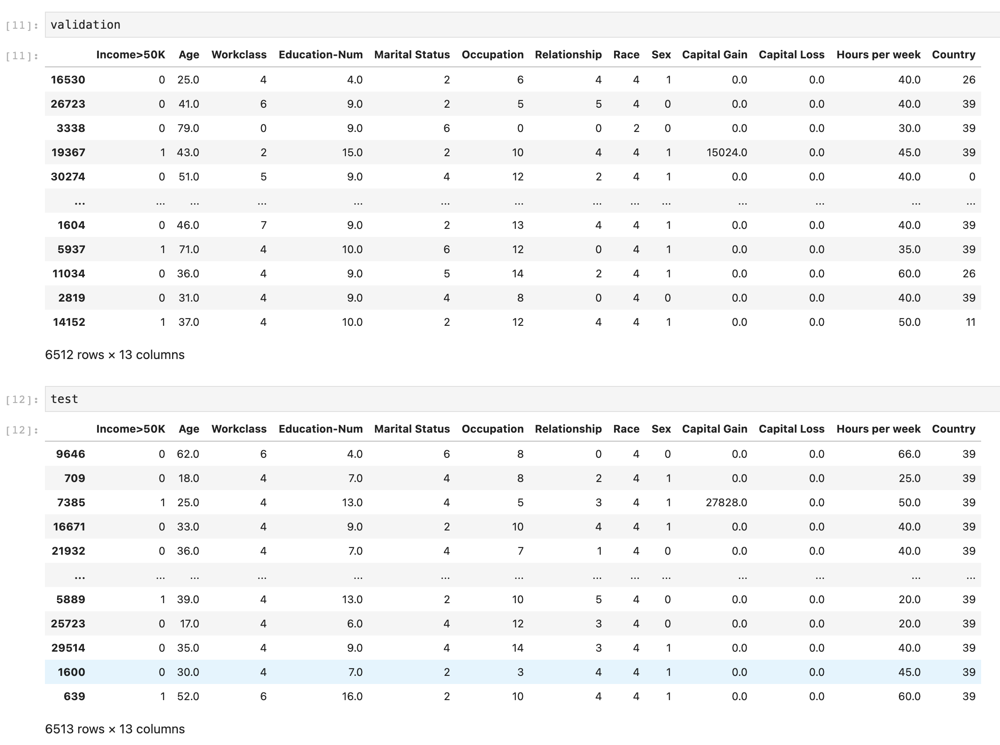 [11]: validation
[11]: Income>50K Age Workclass Education-Num Marital Status Occupation Relationship Race Sex Capital Gain Capital Loss Hours per week Country
16530 0 25.0 4 4.0 2 6 4 4 1 0.0 0.0 40.0 26
26723 0 41.0 6 9.0 2 5 5 4 0 0.0 0.0 40.0 39
3338 0 79.0 0 9.0 6 0 0 2 0 0.0 0.0 30.0 39
19367 1 43.0 2 15.0 2 10 4 4 1 15024.0 0.0 45.0 39
30274 0 51.0 5 9.0 4 12 2 4 1 0.0 0.0 40.0 0
... ... ... ... ... ... ... ... ... ... ... ... ... ...
1604 0 46.0 7 9.0 2 13 4 4 1 0.0 0.0 40.0 39
5937 1 71.0 4 10.0 6 12 0 4 1 0.0 0.0 35.0 39
11034 0 36.0 4 9.0 5 14 2 4 1 0.0 0.0 60.0 26
2819 0 31.0 4 9.0 4 8 0 4 0 0.0 0.0 40.0 39
14152 1 37.0 4 10.0 2 12 4 4 1 0.0 0.0 50.0 11
6512 rows × 13 columns
[12]: test
[12]: Income>50K Age Workclass Education-Num Marital Status Occupation Relationship Race Sex Capital Gain Capital Loss Hours per week Country
9646 0 62.0 6 4.0 6 8 0 4 0 0.0 0.0 66.0 39
709 0 18.0 4 7.0 4 8 2 4 1 0.0 0.0 25.0 39
7385 1 25.0 4 13.0 4 5 3 4 1 27828.0 0.0 50.0 39
16671 0 33.0 4 9.0 2 10 4 4 1 0.0 0.0 40.0 39
21932 0 36.0 4 7.0 4 7 1 4 0 0.0 0.0 40.0 39
... ... ... ... ... ... ... ... ... ... ... ... ... ...
5889 1 39.0 4 13.0 2 10 5 4 0 0.0 0.0 20.0 39
25723 0 17.0 4 6.0 4 12 3 4 0 0.0 0.0 20.0 39
29514 0 35.0 4 9.0 4 14 3 4 1 0.0 0.0 40.0 39
1600 0 30.0 4 7.0 2 3 4 4 1 0.0 0.0 45.0 39
639 1 52.0 6 16.0 2 10 4 4 1 0.0 0.0 60.0 39
6513 rows × 13 columns